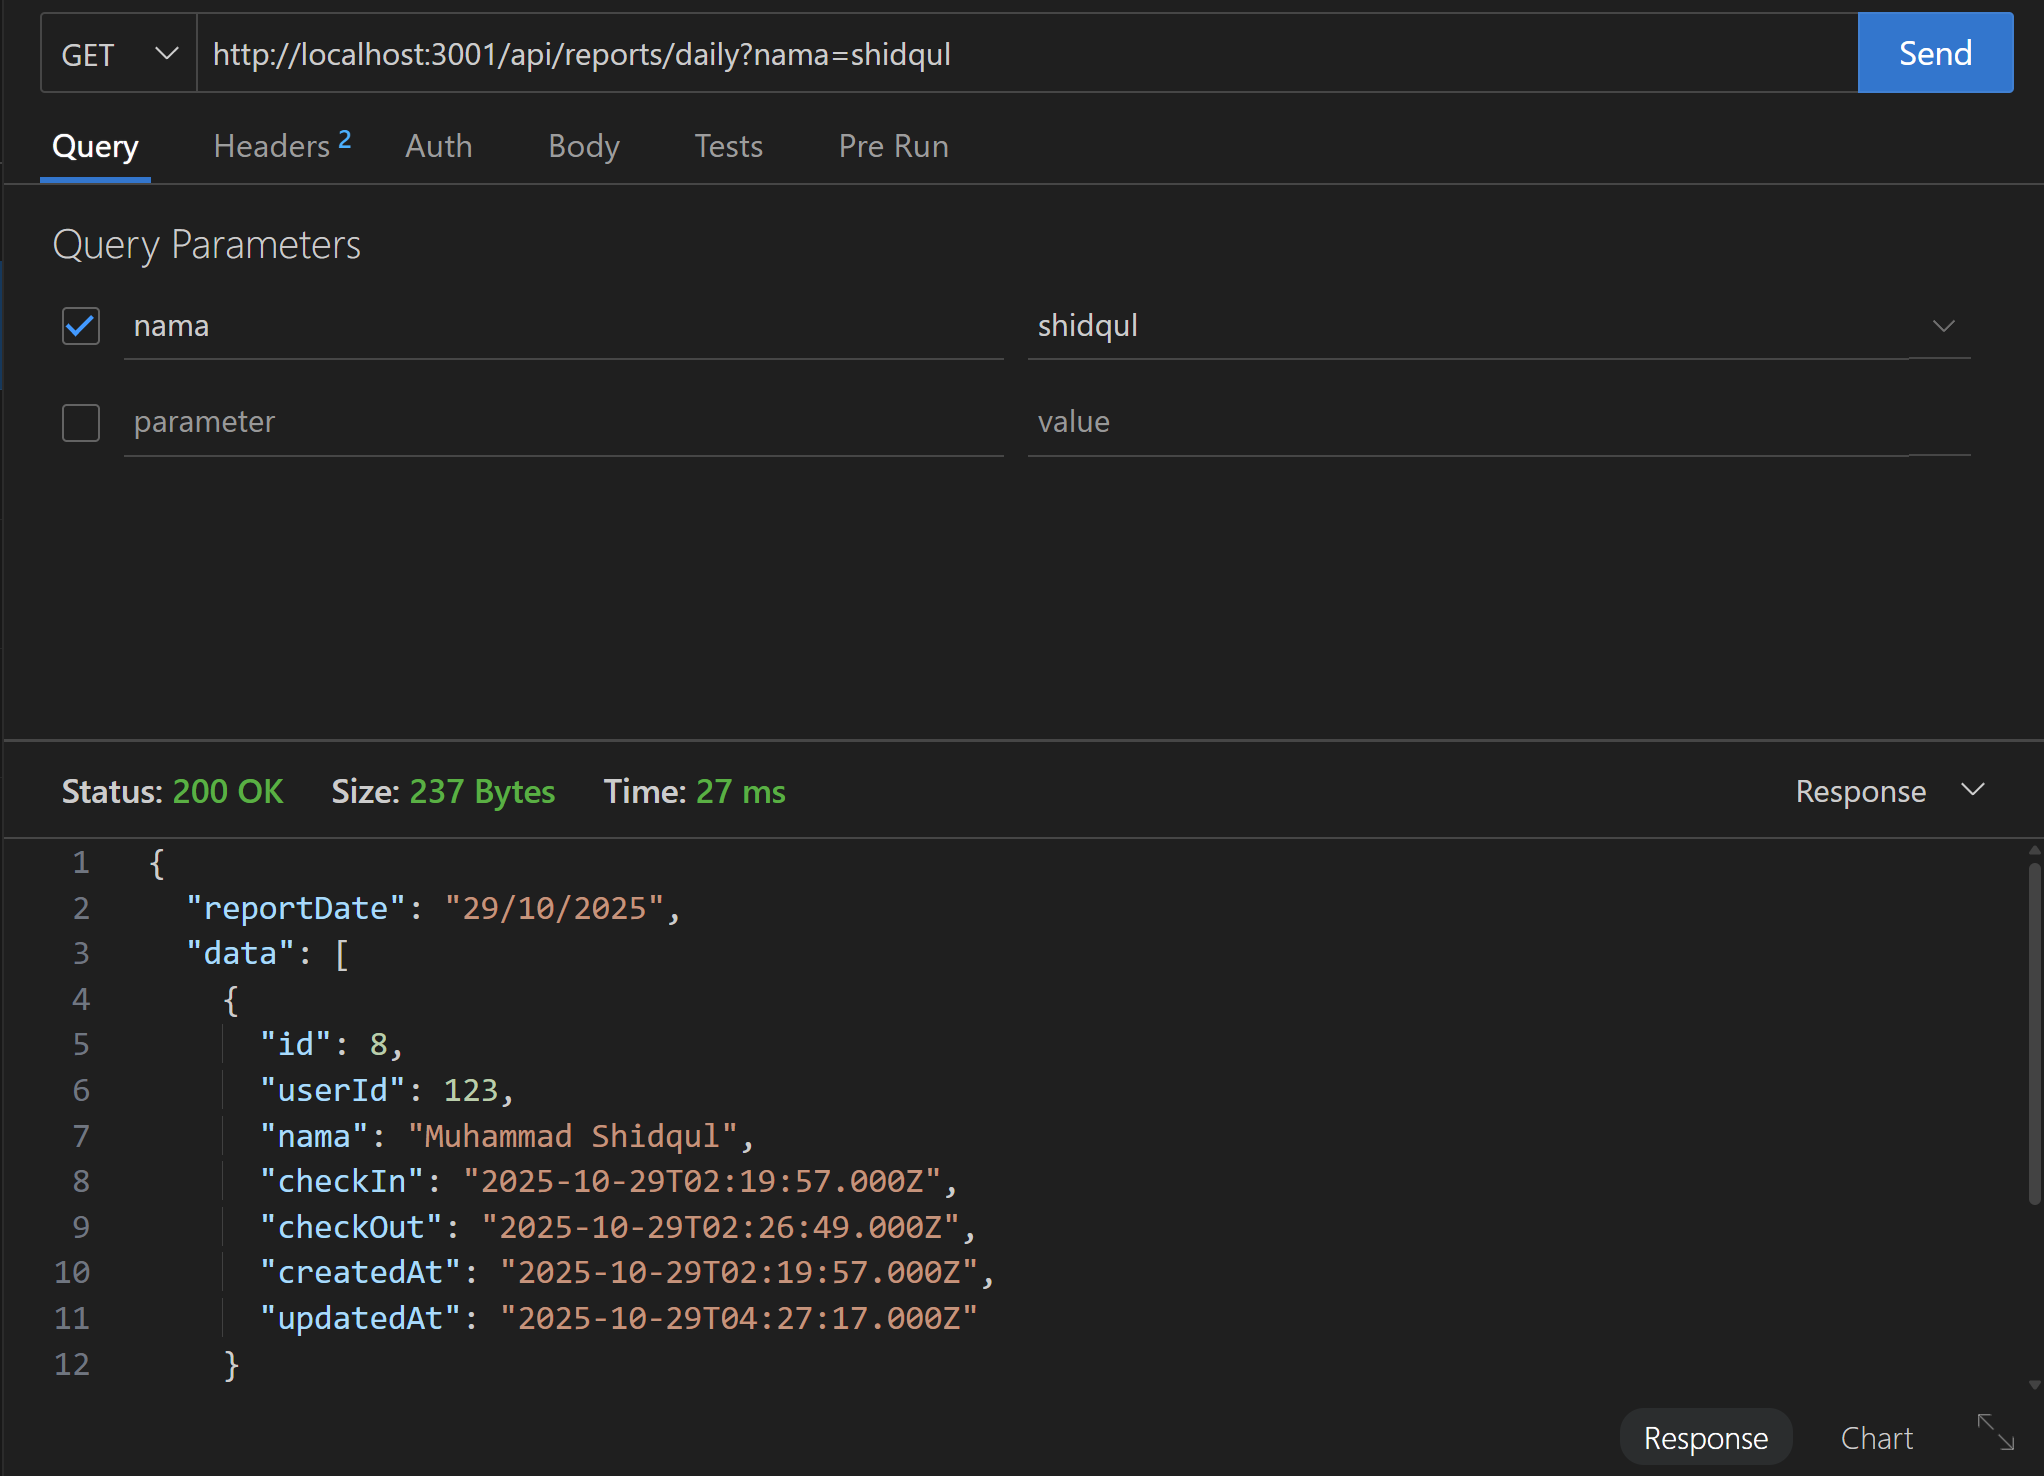 GET http://localhost:3001/api/reports/daily?nama=shidqul Send
Query Headers 2 Auth Body Tests Pre Run
Query Parameters
nama shidqul
parameter value
Status: 200 OK Size: 237 Bytes Time: 27 ms Response
1 {
2 "reportDate": "29/10/2025",
3 "data": [
4 {
5 "id": 8,
6 "userId": 123,
7 "nama": "Muhammad Shidqul",
8 "checkIn": "2025-10-29T02:19:57.000Z",
9 "checkOut": "2025-10-29T02:26:49.000Z",
10 "createdAt": "2025-10-29T02:19:57.000Z",
11 "updatedAt": "2025-10-29T04:27:17.000Z"
12 }
Response Chart